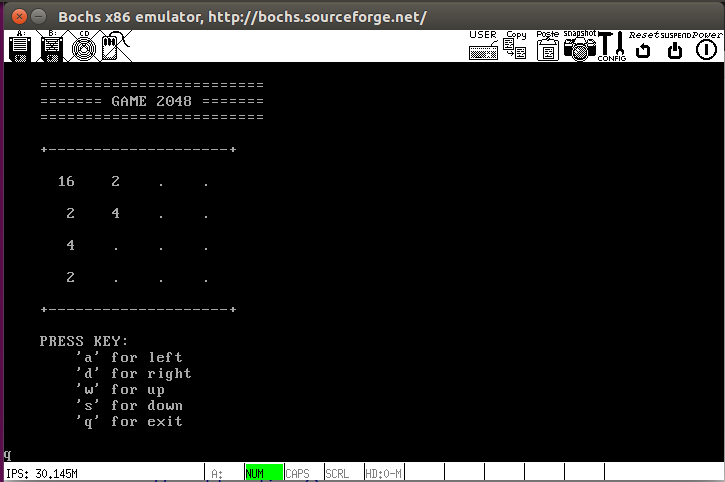 Bochs x86 emulator, http://bochs.sourceforge.net/
A: B: CD USER Copy Paste snapshot CONFIG Reset SUSPEND Power
=========================
======= GAME 2048 =======
=========================
+--------------------+
16 2 . .
2 4 . .
4 . . .
2 . . .
+--------------------+
PRESS KEY:
'a' for left
'd' for right
'w' for up
's' for down
'q' for exit
q
IPS: 30.145M A: NUM CAPS SCRL HD:0-M